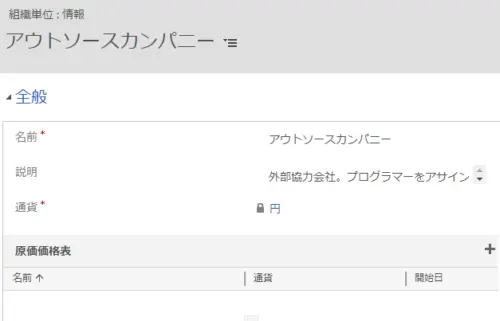 組織単位 : 情報
アウトソースカンパニー
全般
名前 * アウトソースカンパニー
説明 外部協力会社。プログラマーをアサイン
通貨 * 円
原価価格表
名前 ↑ 通貨 開始日